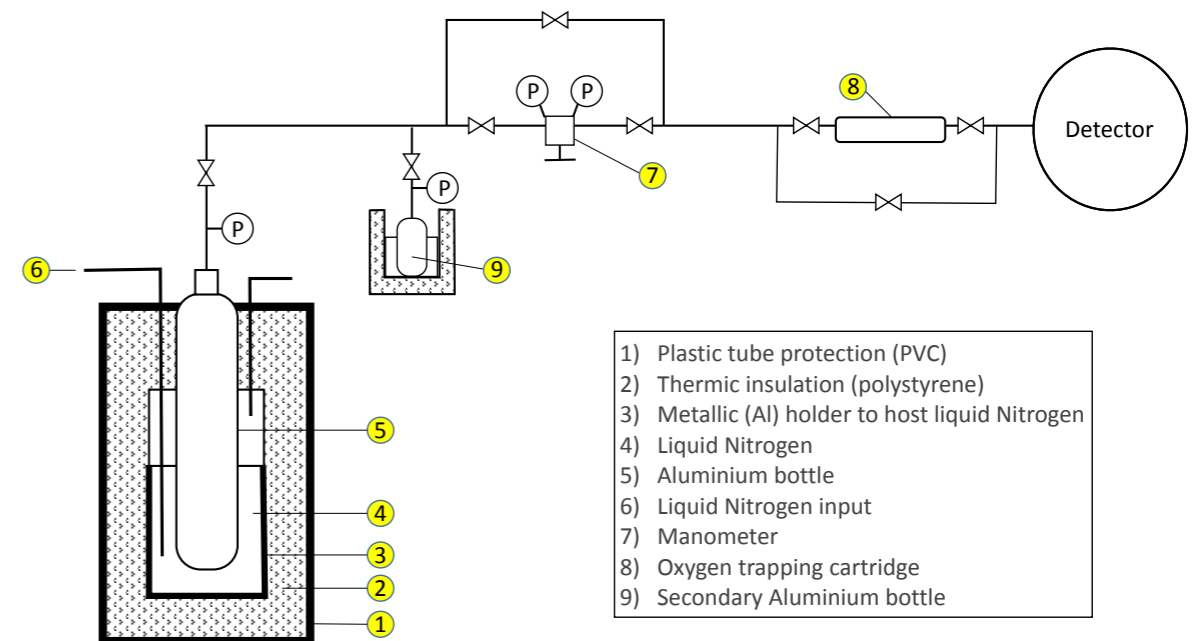 P
P
8
Detector
7
P
P
9
6
1) Plastic tube protection (PVC)
2) Thermic insulation (polystyrene)
3) Metallic (Al) holder to host liquid Nitrogen
4) Liquid Nitrogen
5) Aluminium bottle
6) Liquid Nitrogen input
7) Manometer
8) Oxygen trapping cartridge
9) Secondary Aluminium bottle
5
4
3
2
1